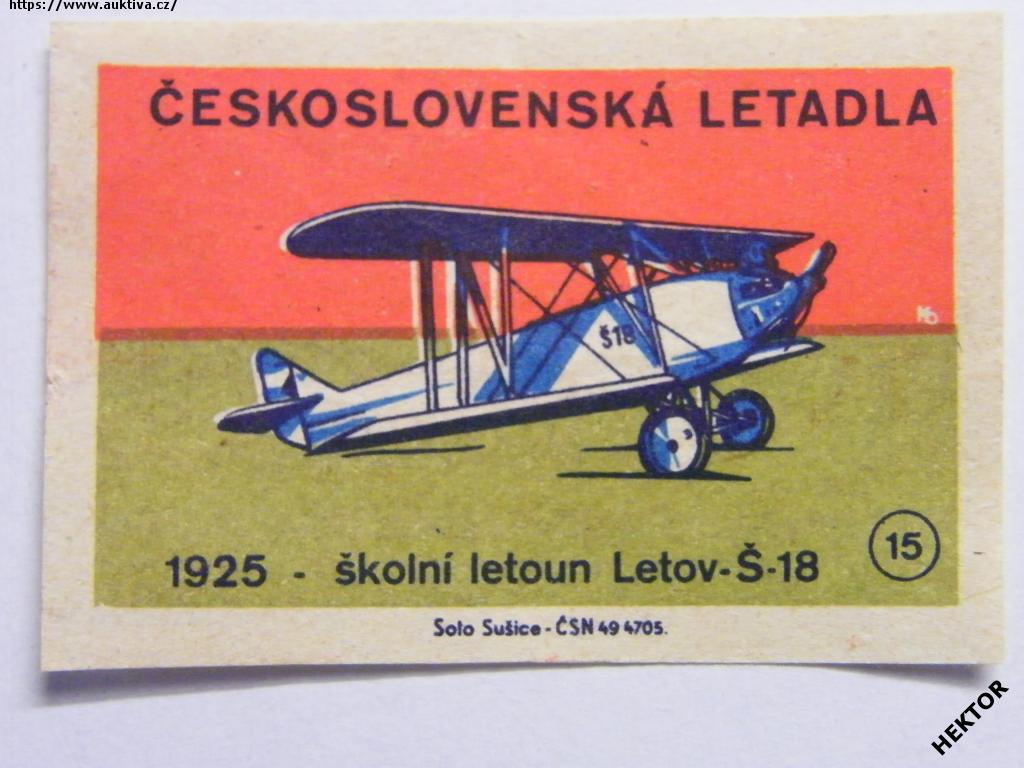 https://www.auktiva.cz/
ČESKOSLOVENSKÁ LETADLA
Š18
1925 - školní letoun Letov-Š-18
15
Solo Sušice - ČSN 49 4705.
HEKTOR